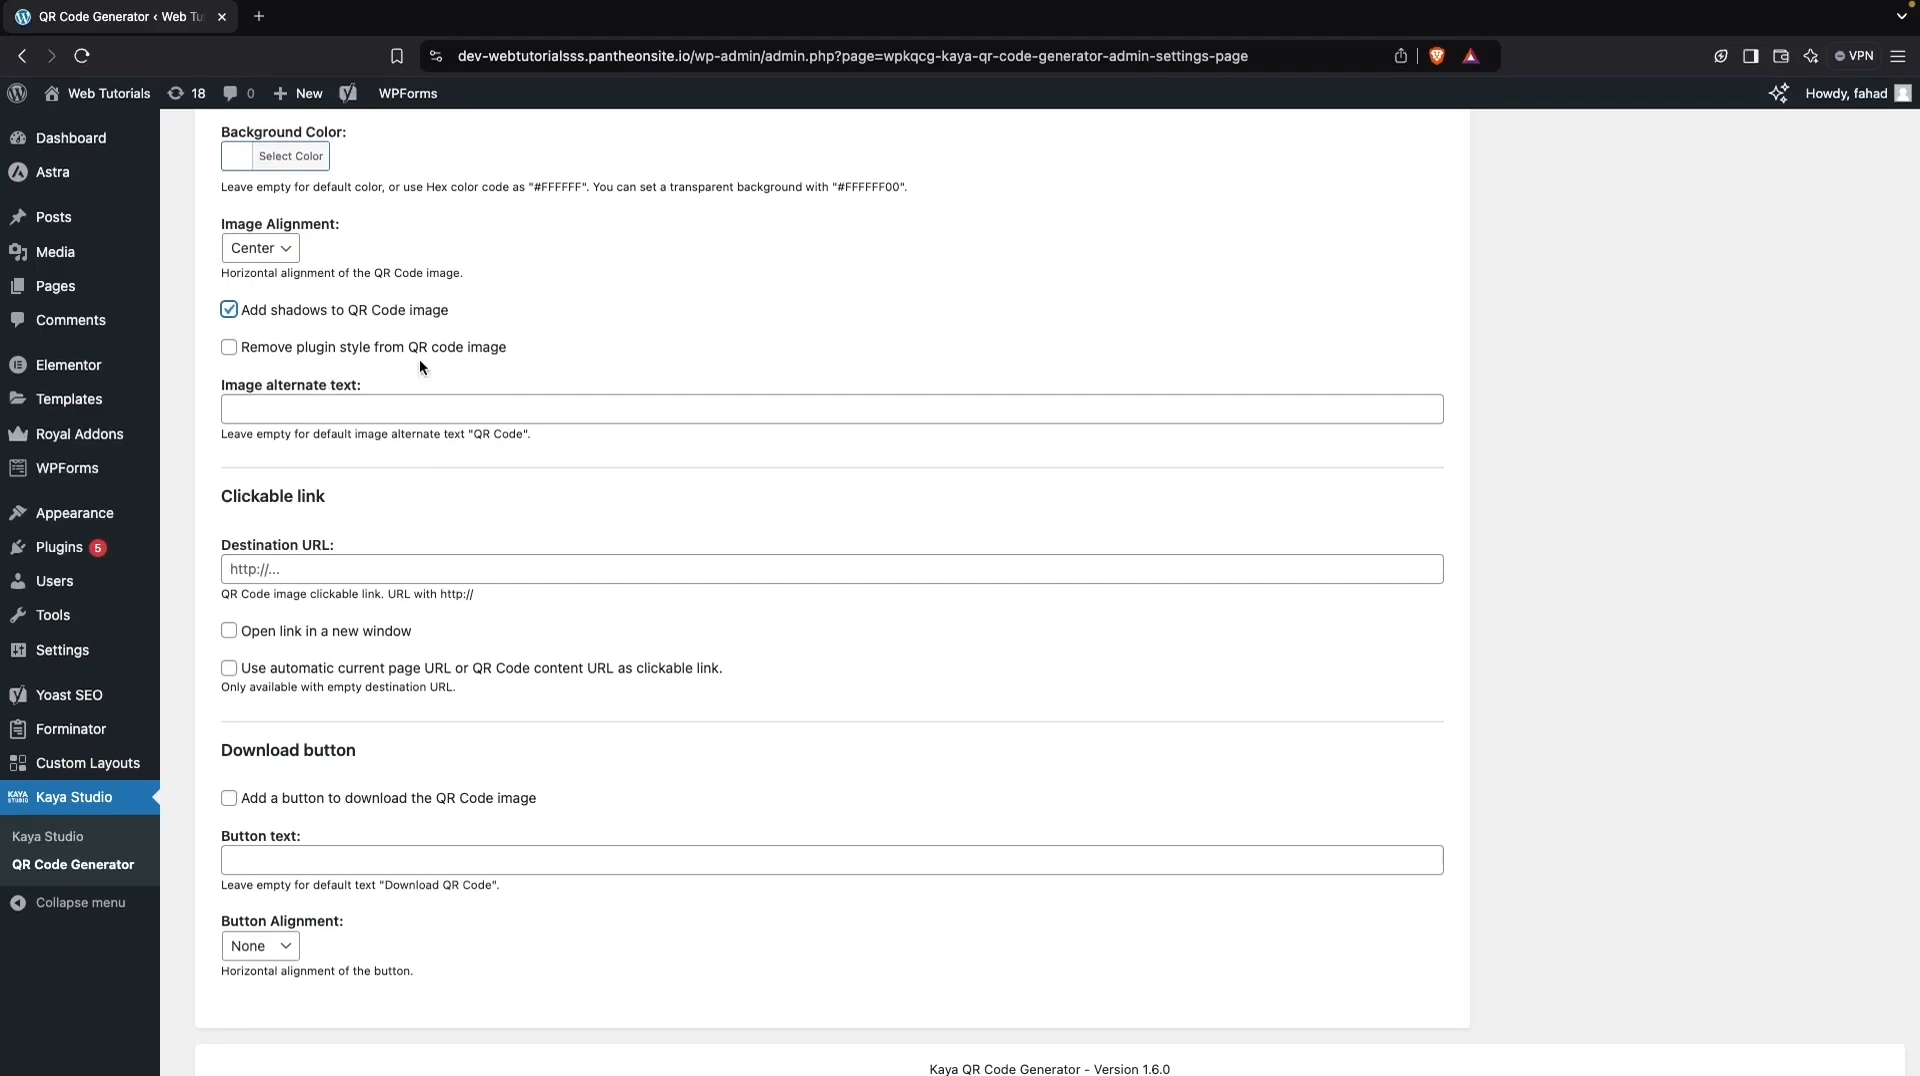 QR Code Generator ‹ Web Tu
dev-webtutorialsss.pantheonsite.io/wp-admin/admin.php?page=wpkqcg-kaya-qr-code-generator-admin-settings-page
VPN
Web Tutorials
18
0
New
WPForms
Howdy, fahad
Dashboard
Astra
Posts
Media
Pages
Comments
Elementor
Templates
Royal Addons
WPForms
Appearance
Plugins 5
Users
Tools
Settings
Yoast SEO
Forminator
Custom Layouts
KAYA STUDIO Kaya Studio
Kaya Studio
QR Code Generator
Collapse menu
Background Color:
Select Color
Leave empty for default color, or use Hex color code as "#FFFFFF". You can set a transparent background with "#FFFFFF00".
Image Alignment:
Center
Horizontal alignment of the QR Code image.
Add shadows to QR Code image
Remove plugin style from QR code image
Image alternate text:
Leave empty for default image alternate text "QR Code".
Clickable link
Destination URL:
http://...
QR Code image clickable link. URL with http://
Open link in a new window
Use automatic current page URL or QR Code content URL as clickable link.
Only available with empty destination URL.
Download button
Add a button to download the QR Code image
Button text:
Leave empty for default text "Download QR Code".
Button Alignment:
None
Horizontal alignment of the button.
Kaya QR Code Generator - Version 1.6.0